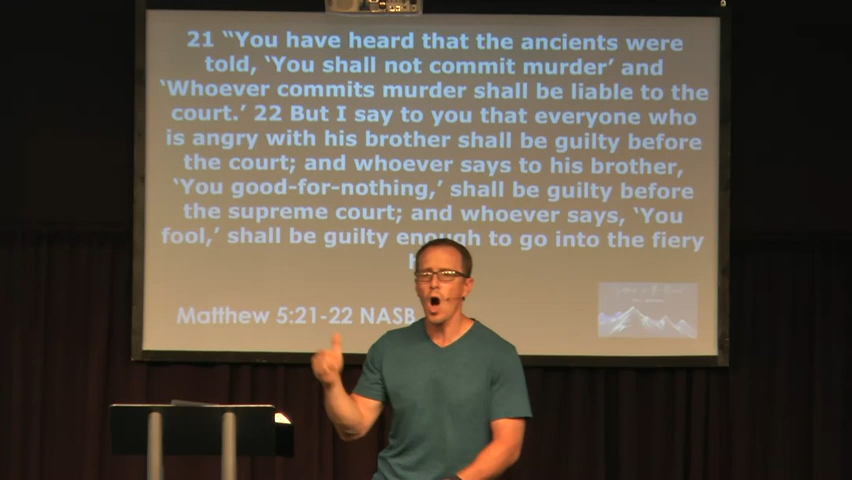 21 “You have heard that the ancients were
told, ‘You shall not commit murder’ and
‘Whoever commits murder shall be liable to the
court.’ 22 But I say to you that everyone who
is angry with his brother shall be guilty before
the court; and whoever says to his brother,
‘You good-for-nothing,’ shall be guilty before
the supreme court; and whoever says, ‘You
fool,’ shall be guilty enough to go into the fiery
Matthew 5:21-22 NASB